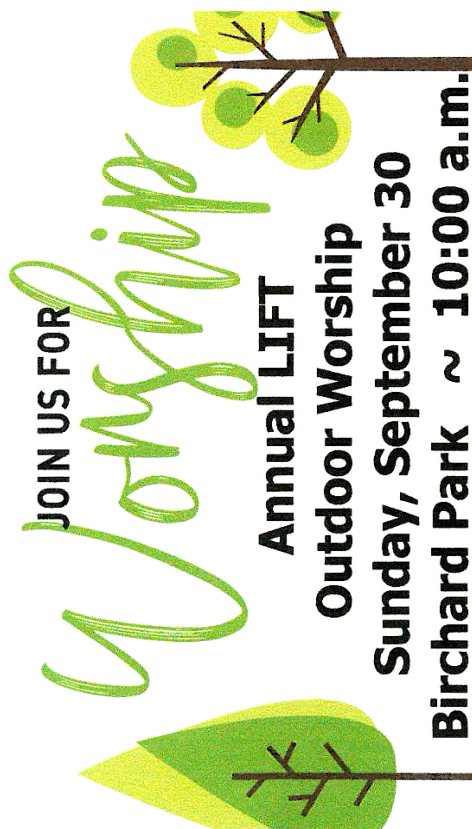 JOIN US FOR
Worship
Annual LIFT
Outdoor Worship
Sunday, September 30
Birchard Park ~ 10:00 a.m.